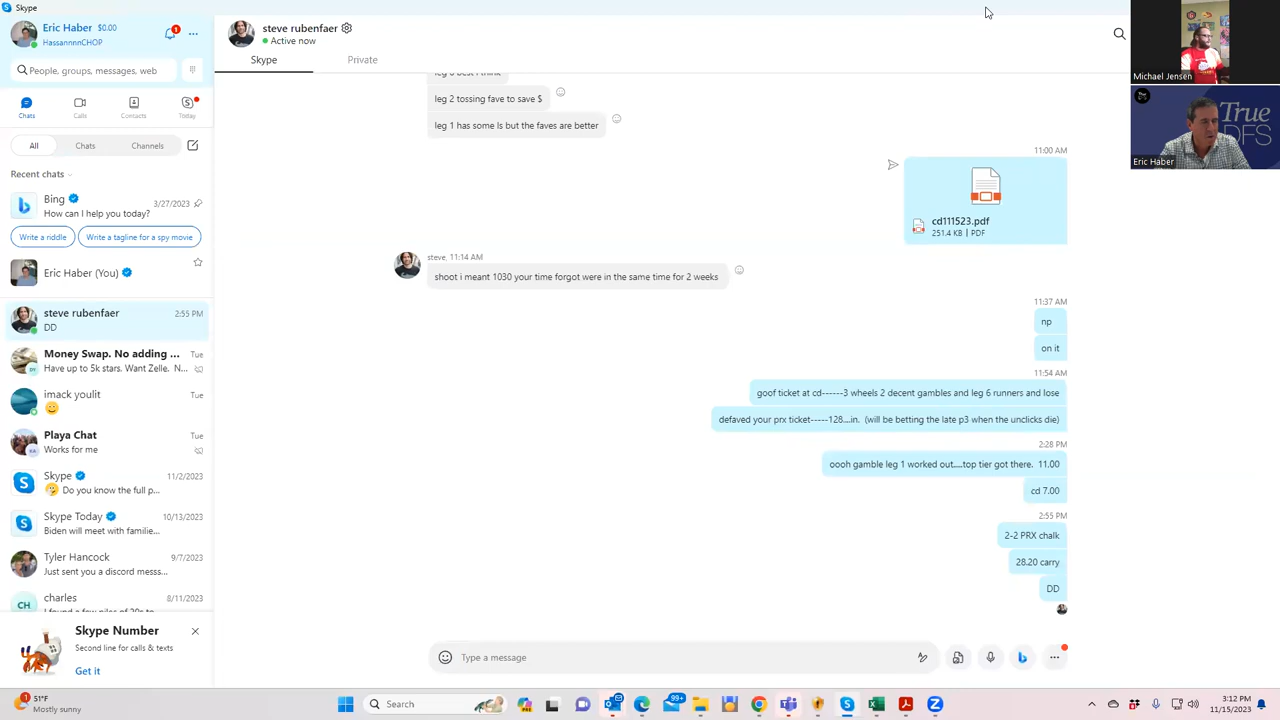 Skype
Eric Haber $0.00
HassannnnCHOP
1
People, groups, messages, web
Chats
Calls
Contacts
Today
All
Chats
Channels
Recent chats
Bing
3/27/2023
How can I help you today?
Write a riddle
Write a tagline for a spy movie
Eric Haber (You)
steve rubenfaer
2:55 PM
DD
Money Swap. No adding ...
Tue
Have up to 5k stars. Want Zelle. N...
imack youlit
Tue
Playa Chat
Tue
Works for me
Skype
11/2/2023
Do you know the full p...
Skype Today
10/13/2023
Biden will meet with familie...
Tyler Hancock
9/7/2023
Just sent you a discord messs...
charles
8/11/2023
CH
Skype Number
Second line for calls & texts
Get it
steve rubenfaer
Active now
Skype
Private
leg 2 tossing fave to save $
leg 1 has some ls but the faves are better
11:00 AM
cd111523.pdf
251.4 KB | PDF
steve, 11:14 AM
shoot i meant 1030 your time forgot were in the same time for 2 weeks
11:37 AM
np
on it
11:54 AM
goof ticket at cd------3 wheels 2 decent gambles and leg 6 runners and lose
defaved your prx ticket-----128....in. (will be betting the late p3 when the unclicks die)
2:28 PM
oooh gamble leg 1 worked out.....top tier got there. 11.00
cd 7.00
2:55 PM
2-2 PRX chalk
28.20 carry
DD
Type a message
Michael Jensen
True
DFS
Eric Haber
1
51°F
Mostly sunny
Search
99+
3:12 PM
11/15/2023